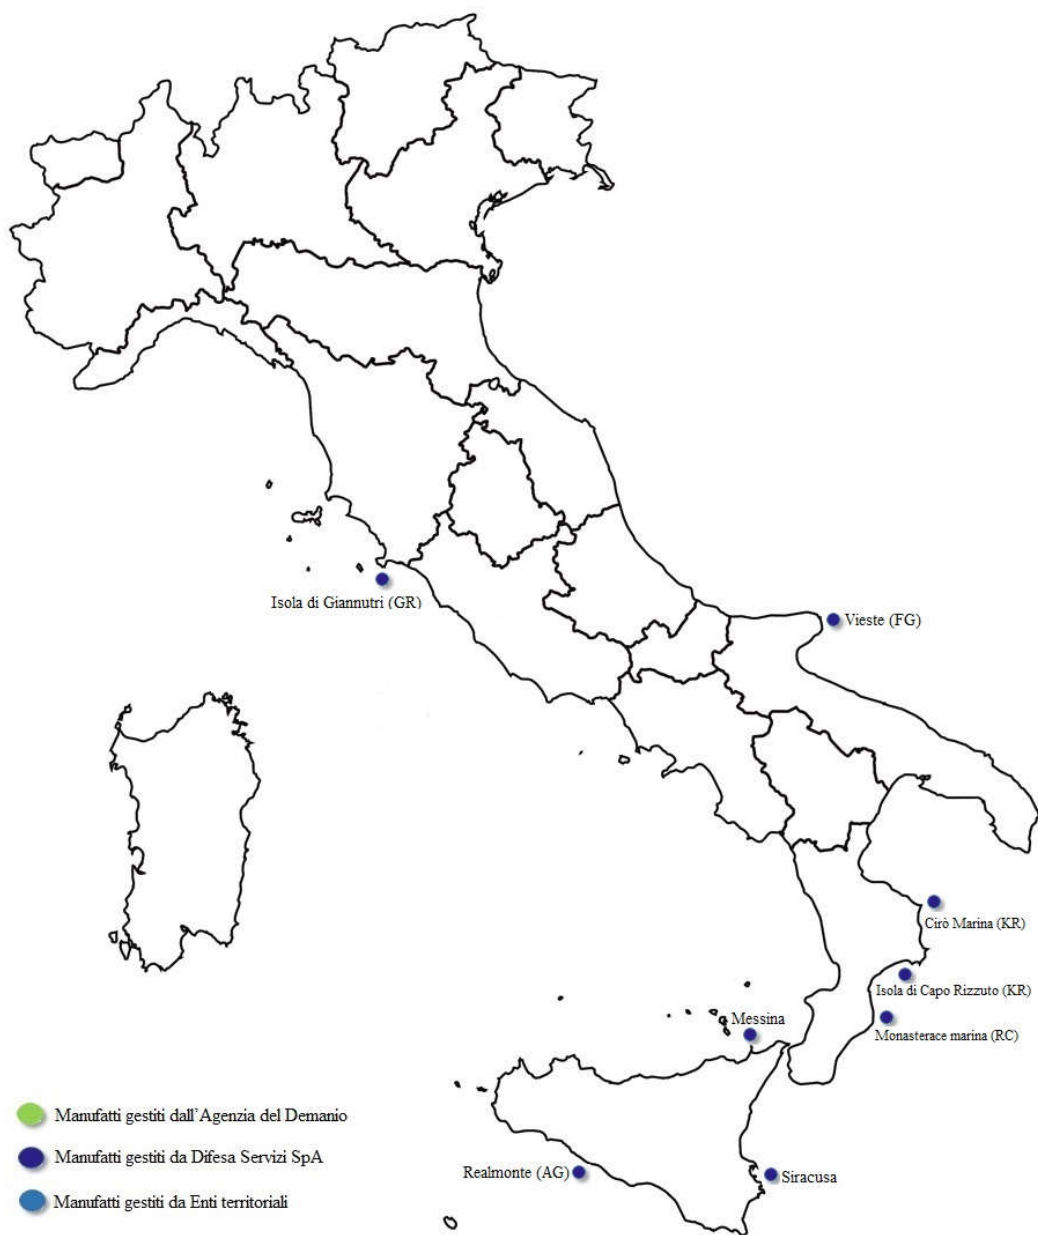 Isola di Giannutri (GR)
Vieste (FG)
Cirò Marina (KR)
Isola di Capo Rizzuto (KR)
Messina
Monasterace marina (RC)
Manufatti gestiti dall'Agenzia del Demanio
Manufatti gestiti da Difesa Servizi SpA
Realmonte (AG)
Siracusa
Manufatti gestiti da Enti territoriali